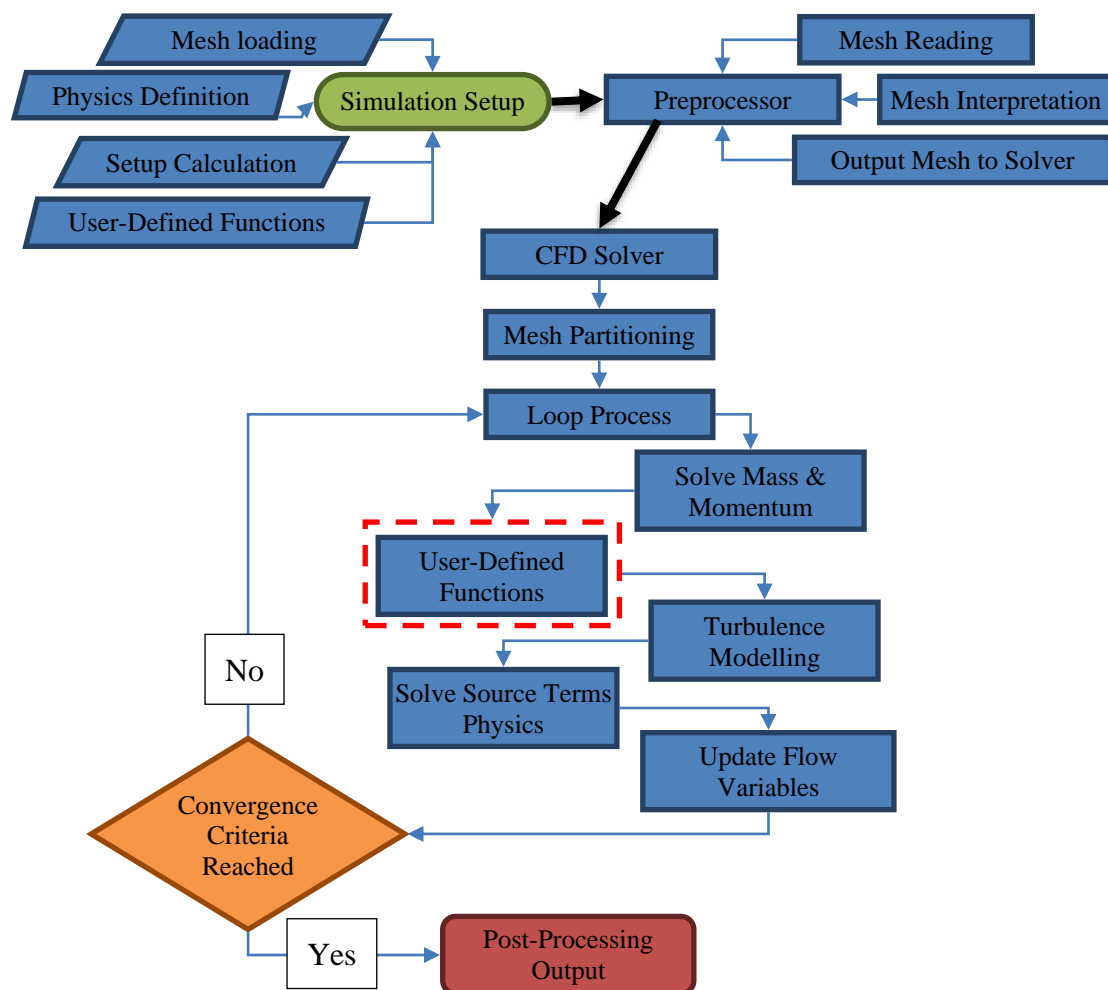 Mesh loading
Physics Definition
Setup Calculation
User-Defined Functions
Simulation Setup
Preprocessor
Mesh Reading
Mesh Interpretation
Output Mesh to Solver
CFD Solver
Mesh Partitioning
Loop Process
Solve Mass &
Momentum
User-Defined
Functions
Turbulence
Modelling
Solve Source Terms
Physics
Update Flow
Variables
Convergence
Criteria
Reached
No
Yes
Post-Processing
Output